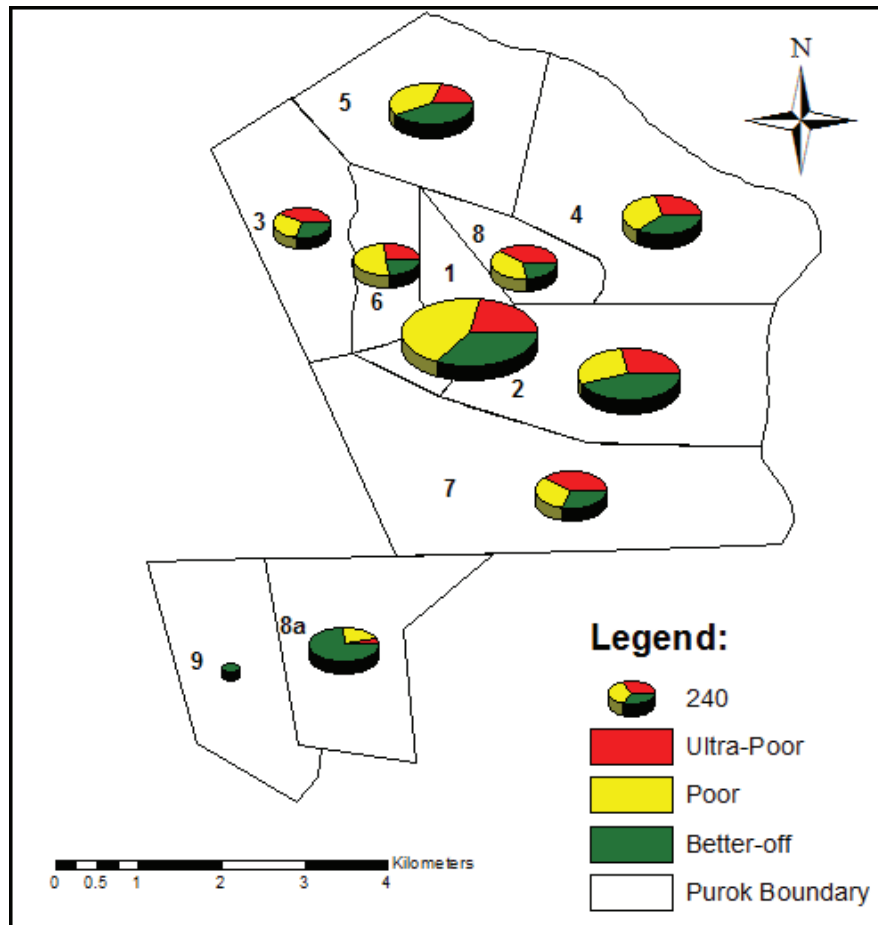 N
5
4
3
8
1
6
2
7
8a
9
Legend:
240
Ultra-Poor
Poor
Better-off
Purok Boundary
Kilometers
0 0.5 1 2 3 4